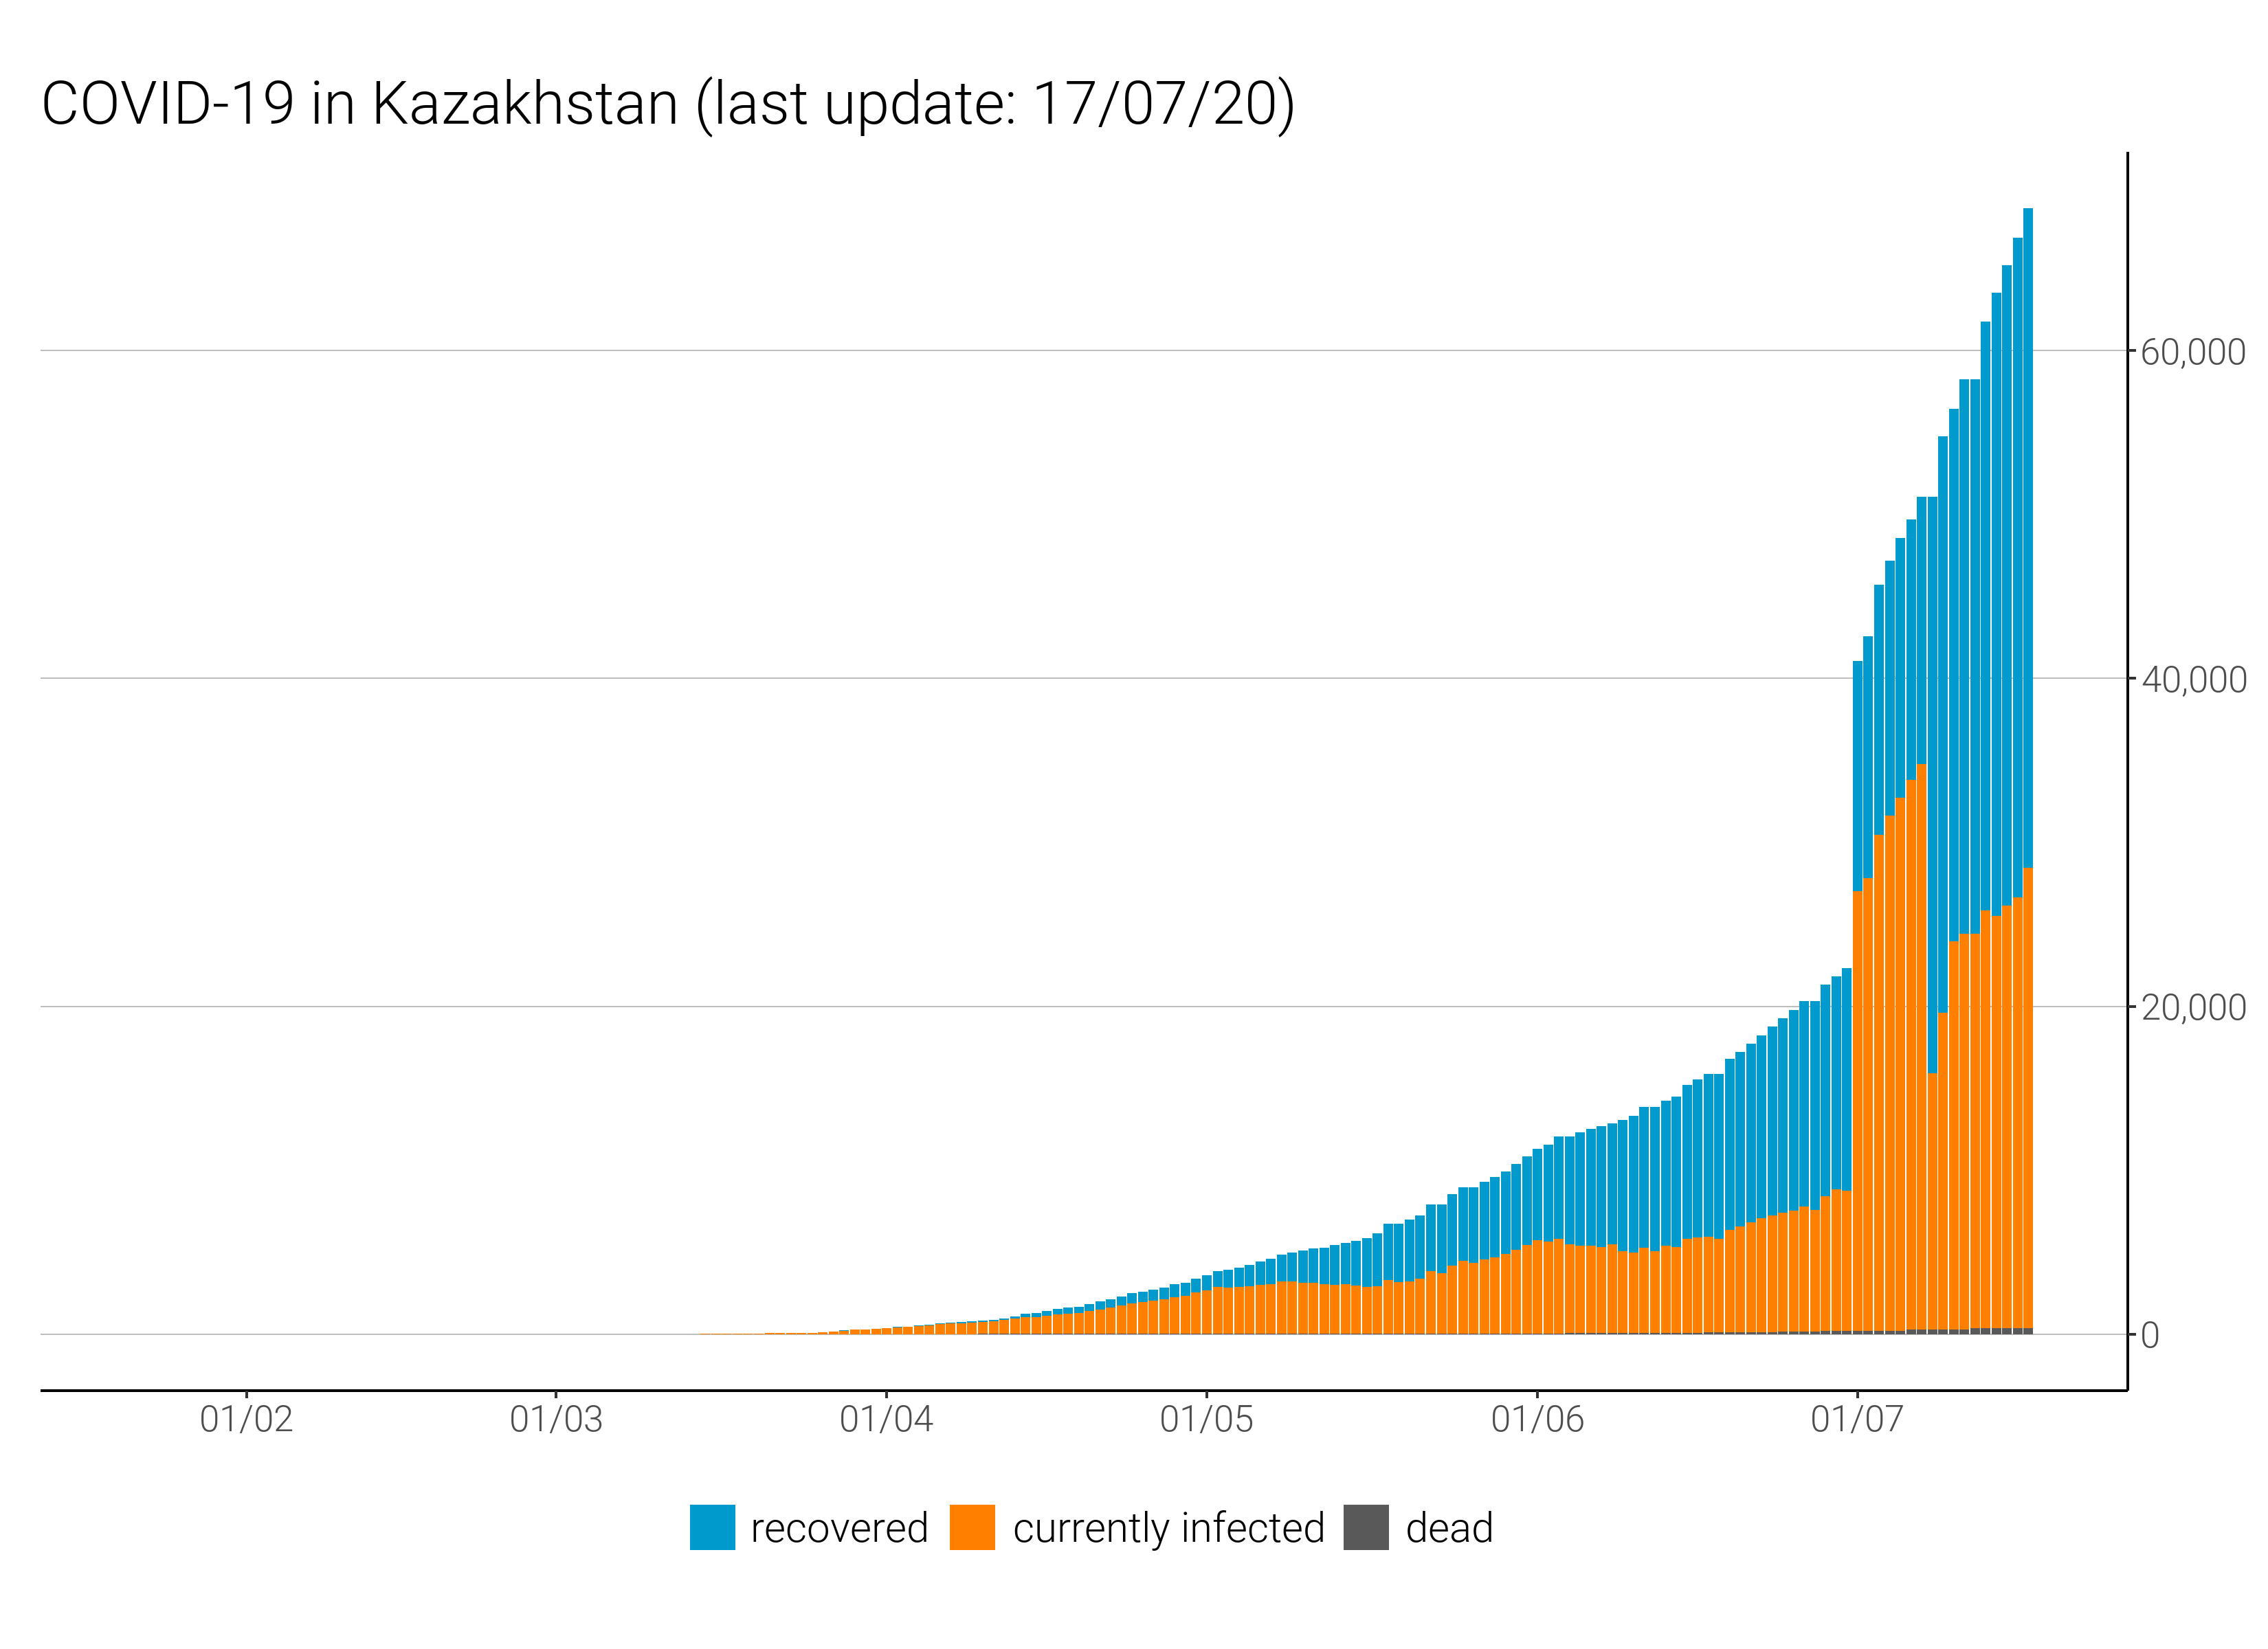 COVID-19 in Kazakhstan (last update: 17/07/20)
60,000
40,000
20,000
0
01/02 01/03 01/04 01/05 01/06 01/07
recovered currently infected dead